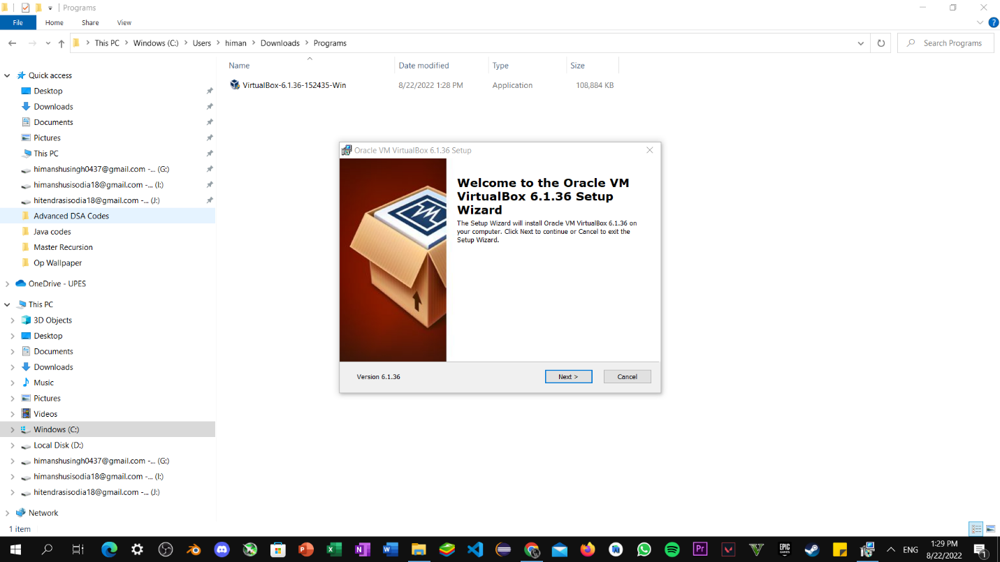 Programs
File Home Share View
This PC Windows (C:) Users himan Downloads Programs
Search Programs
Name Date modified Type Size
VirtualBox-6.1.36-152435-Win 8/22/2022 1:28 PM Application 108,884 KB
Quick access
Desktop
Downloads
Documents
Pictures
This PC
himanshusingh0437@gmail.com -... (G:)
himanshusisodia18@gmail.com -... (I:)
hitendrasisodia18@gmail.com -... (J:)
Advanced DSA Codes
Java codes
Master Recursion
Op Wallpaper
OneDrive - UPES
This PC
3D Objects
Desktop
Documents
Downloads
Music
Pictures
Videos
Windows (C:)
Local Disk (D:)
himanshusingh0437@gmail.com -... (G:)
himanshusisodia18@gmail.com -... (I:)
hitendrasisodia18@gmail.com -... (J:)
Network
1 item
Oracle VM VirtualBox 6.1.36 Setup
Welcome to the Oracle VM
VirtualBox 6.1.36 Setup
Wizard
The Setup Wizard will install Oracle VM VirtualBox 6.1.36 on
your computer. Click Next to continue or Cancel to exit the
Setup Wizard.
Version 6.1.36
Next >
Cancel
ENG
1:29 PM
8/22/2022
1